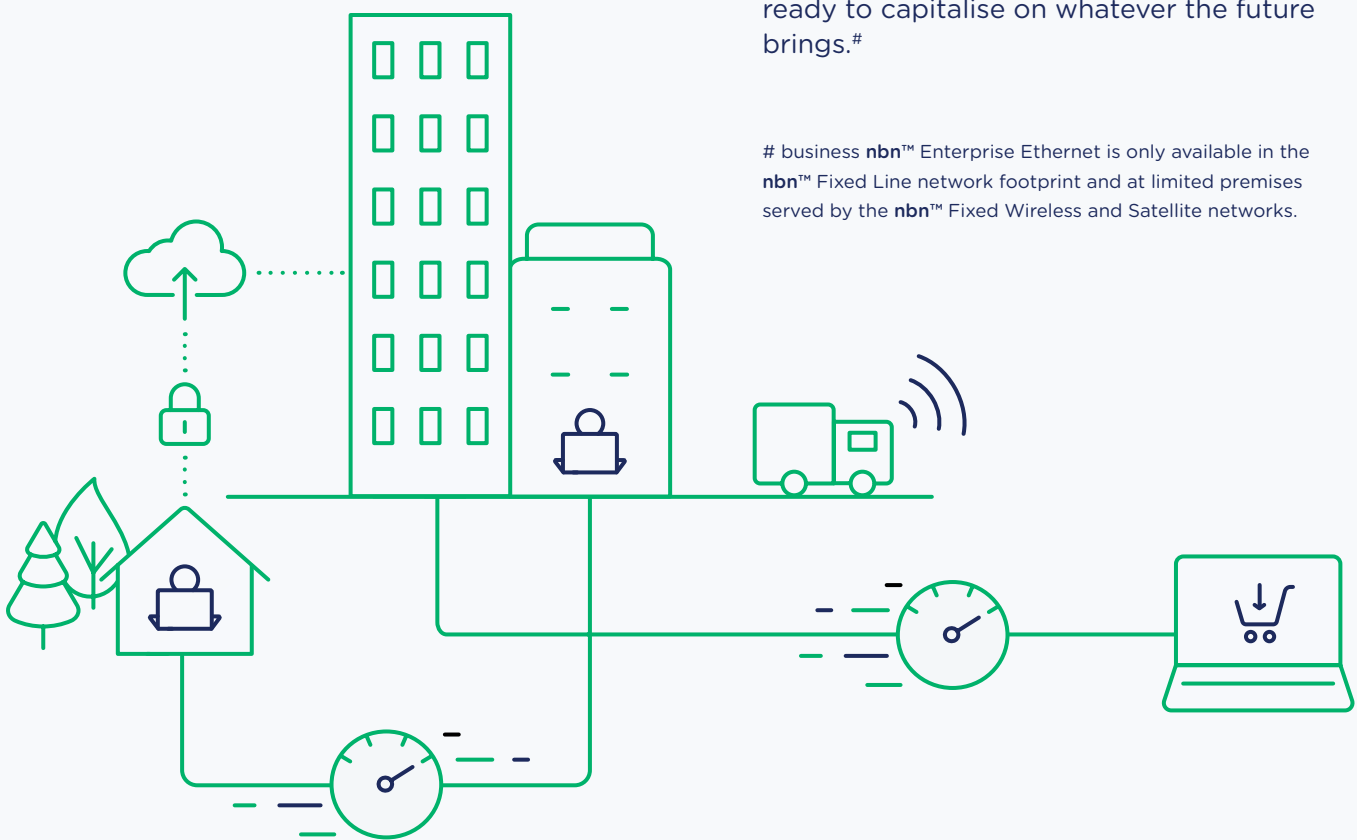 ready to capitalise on whatever the future
brings.#
# business nbn™ Enterprise Ethernet is only available in the
nbn™ Fixed Line network footprint and at limited premises
served by the nbn™ Fixed Wireless and Satellite networks.